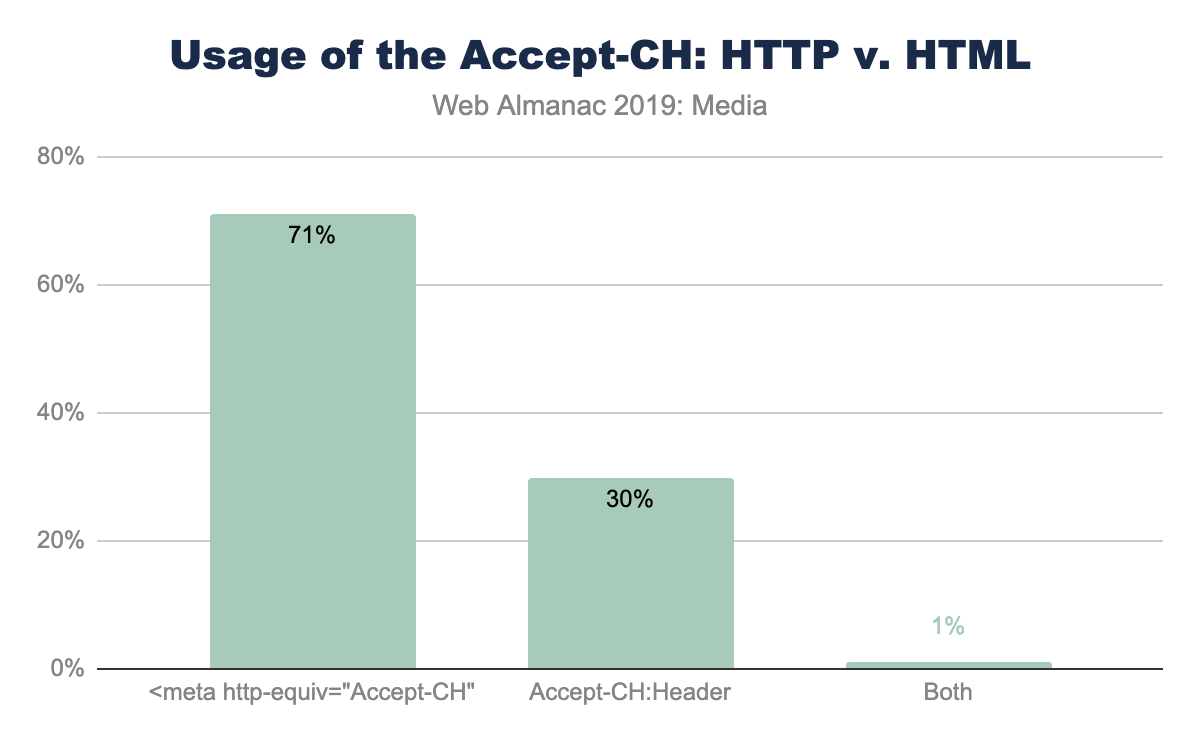 Usage of the Accept-CH: HTTP v. HTML
Web Almanac 2019: Media
80%
60%
40%
20%
0%
71%
30%
1%
<meta http-equiv="Accept-CH"
Accept-CH:Header
Both